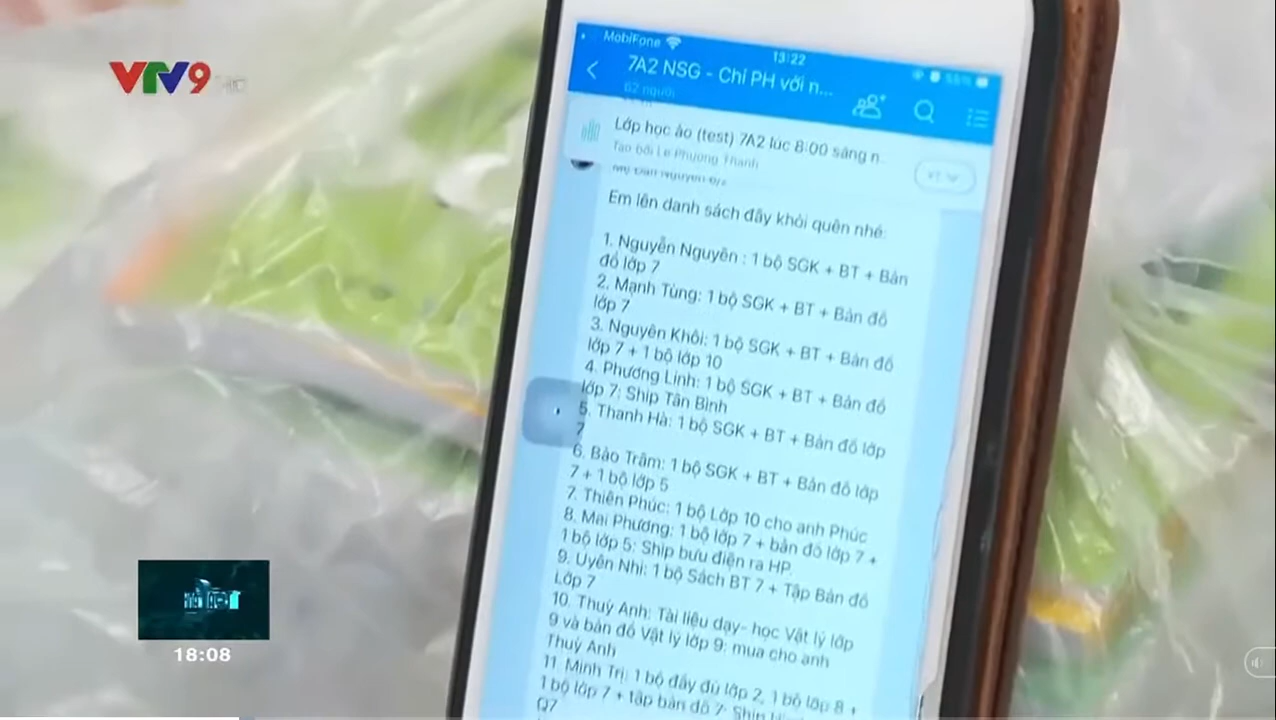 VTV9
MobiFone
13:22
7A2 NSG - Chỉ PH với n...
62 người
Lớp học ảo (test) 7A2 lúc 8:00 sáng n...
Tạo bởi Le Phuong Thanh
Em lên danh sách đây khỏi quên nhé:
1. Nguyễn Nguyên : 1 bộ SGK + BT + Bản
đồ lớp 7
2. Mạnh Tùng: 1 bộ SGK + BT + Bản đồ
lớp 7
3. Nguyên Khôi: 1 bộ SGK + BT + Bản đồ
lớp 7 + 1 bộ lớp 10
4. Phương Linh: 1 bộ SGK + BT + Bản đồ
lớp 7: Ship Tân Bình
5. Thanh Hà: 1 bộ SGK + BT + Bản đồ lớp
7
6. Bảo Trâm: 1 bộ SGK + BT + Bản đồ lớp
7 + 1 bộ lớp 5
7. Thiên Phúc: 1 bộ Lớp 10 cho anh Phúc
8. Mai Phương: 1 bộ lớp 7 + bản đồ lớp 7 +
1 bộ lớp 5: Ship bưu điện ra HP.
9. Uyên Nhi: 1 bộ Sách BT 7 + Tập Bản đồ
Lớp 7
10. Thuý Anh: Tài liệu dạy- học Vật lý lớp
9 và bản đồ Vật lý lớp 9: mua cho anh
Thuý Anh
11. Minh Trị: 1 bộ đầy đủ lớp 2, 1 bộ lớp 8 +
1 bộ lớp 7 + tập bản đồ 7: Ship
Q7
18:08